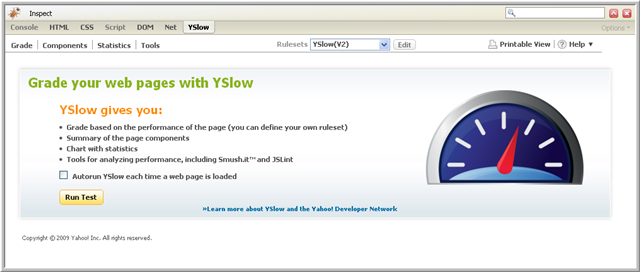 Inspect
Console HTML CSS Script DOM Net YSlow Options ▾
Grade Components Statistics Tools Rulesets YSlow(V2) Edit Printable View ? Help ▼
Grade your web pages with YSlow
YSlow gives you:
• Grade based on the performance of the page (you can define your own ruleset)
• Summary of the page components
• Chart with statistics
• Tools for analyzing performance, including Smush.it™ and JSLint
Autorun YSlow each time a web page is loaded
Run Test
»Learn more about YSlow and the Yahoo! Developer Network
Copyright © 2009 Yahoo! Inc. All rights reserved.